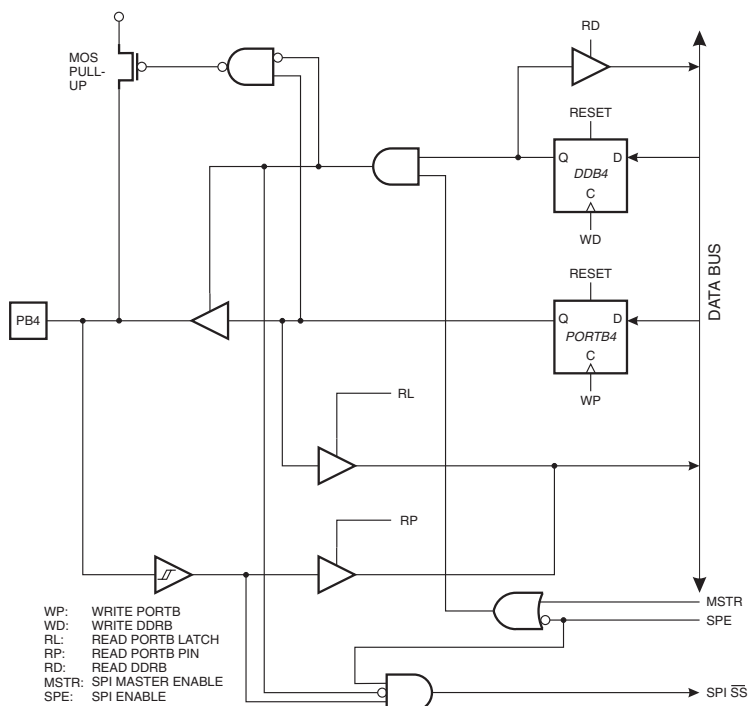 RD
MOS
PULL-
UP
RESET
Q
D
DDB4
C
WD
DATA BUS
RESET
PB4
Q
D
PORTB4
C
WP
RL
RP
MSTR
SPE
WP: WRITE PORTB
WD: WRITE DDRB
RL: READ PORTB LATCH
RP: READ PORTB PIN
RD: READ DDRB
MSTR: SPI MASTER ENABLE
SPE: SPI ENABLE
SPI S̅S̅